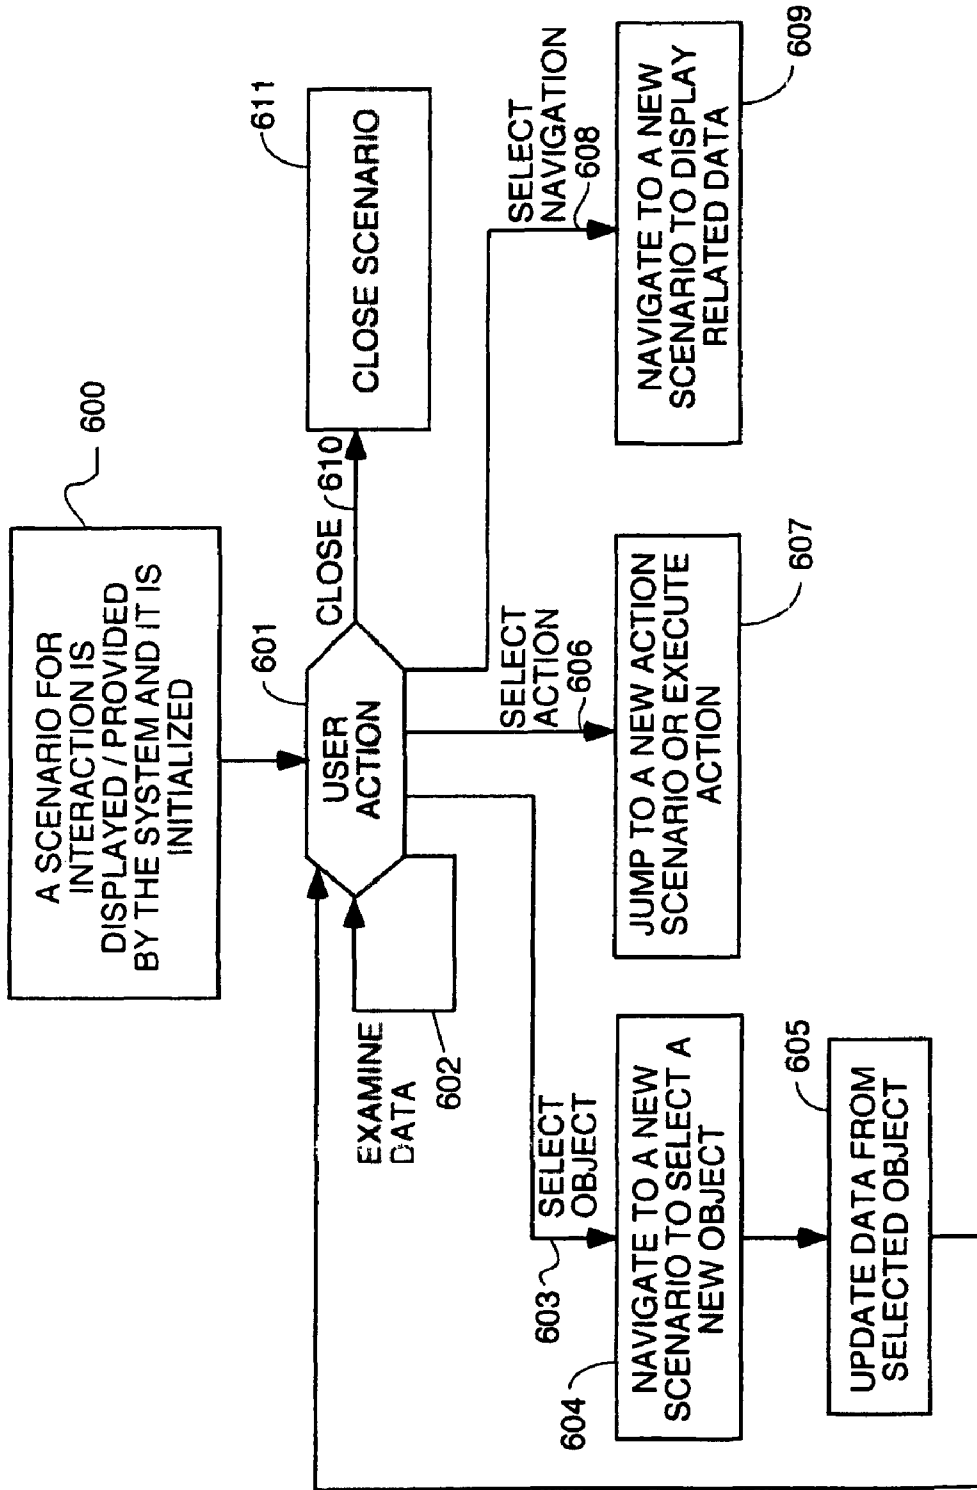 A SCENARIO FOR
INTERACTION IS
DISPLAYED / PROVIDED
BY THE SYSTEM AND IT IS
INITIALIZED
600
USER
ACTION
601
CLOSE
610
CLOSE SCENARIO
611
EXAMINE
DATA
602
SELECT
OBJECT
603
SELECT
ACTION
606
SELECT
NAVIGATION
608
NAVIGATE TO A NEW
SCENARIO TO SELECT A
NEW OBJECT
604
JUMP TO A NEW ACTION
SCENARIO OR EXECUTE
ACTION
607
NAVIGATE TO A NEW
SCENARIO TO DISPLAY
RELATED DATA
609
UPDATE DATA FROM
SELECTED OBJECT
605